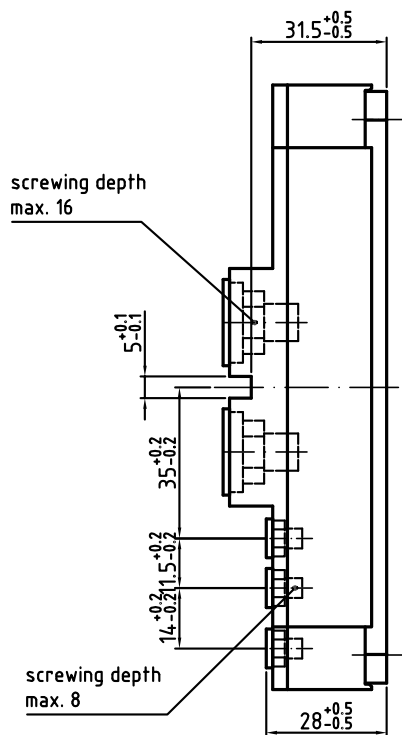 31.5+0.5-0.5
screwing depth
max. 16
5+0.1-0.1
35+0.2-0.2
11.5+0.2-0.2
14+0.2-0.2
screwing depth
max. 8
28+0.5-0.5